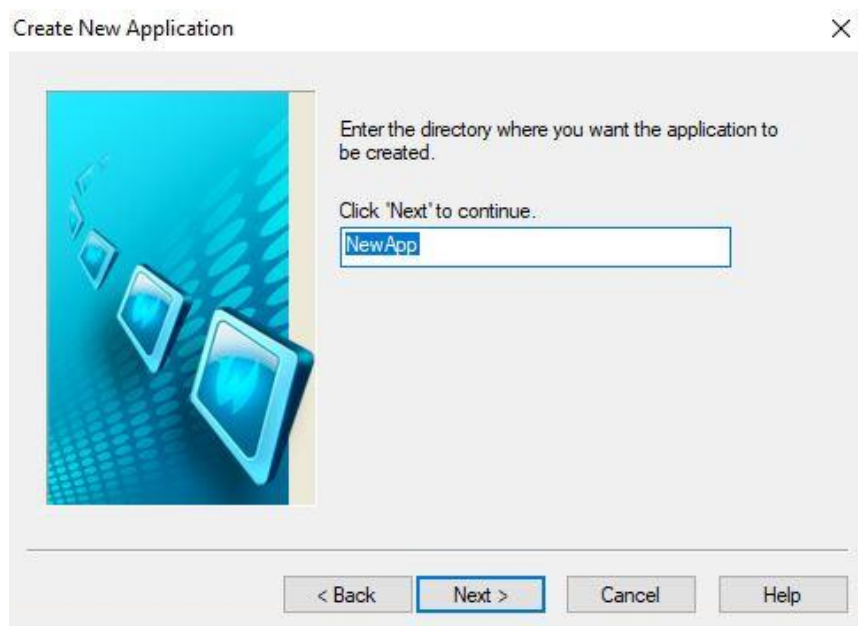 Create New Application
Enter the directory where you want the application to
be created.
Click 'Next' to continue.
NewApp
< Back
Next >
Cancel
Help